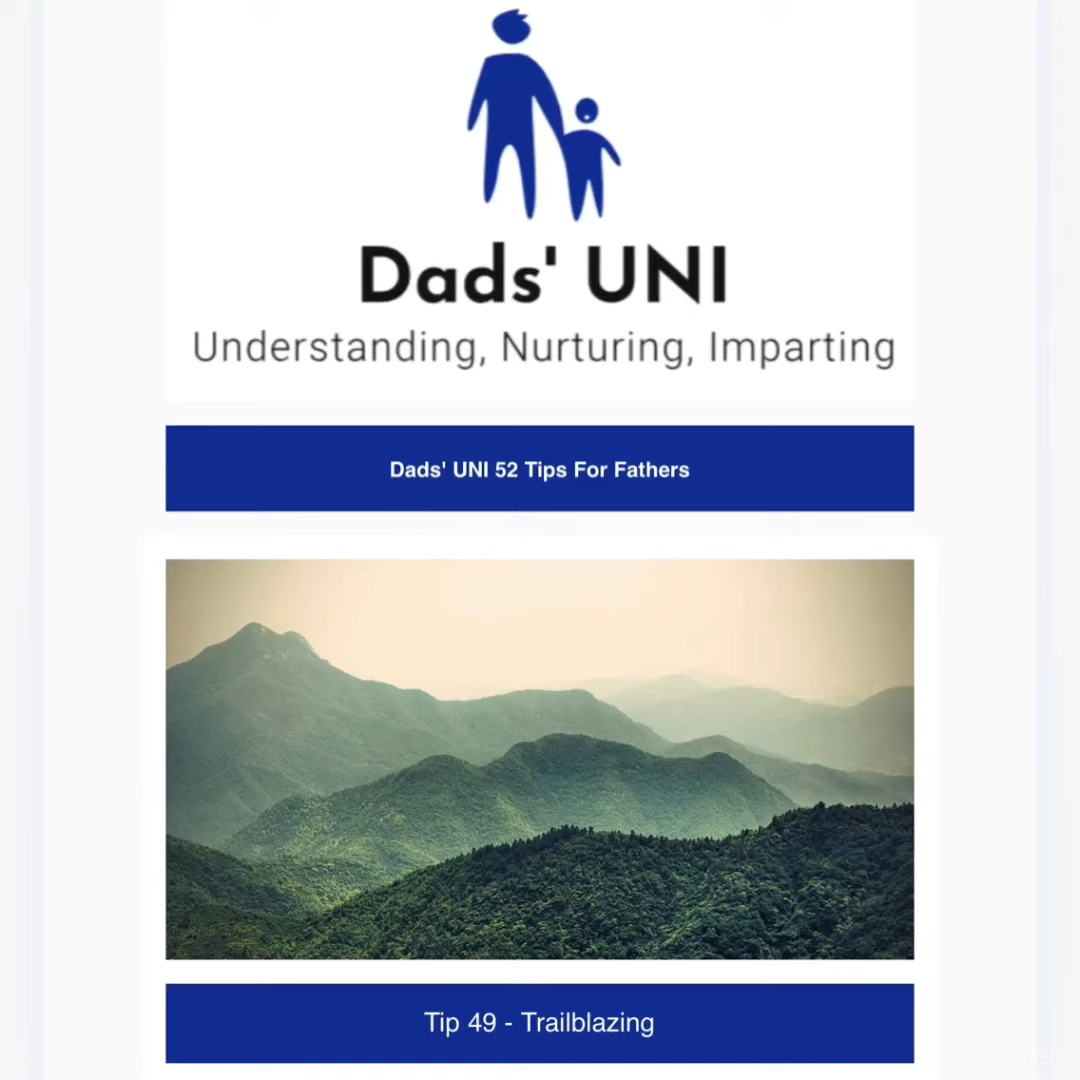 Dads' UNI
Understanding, Nurturing, Imparting
Dads' UNI 52 Tips For Fathers
Tip 49 - Trailblazing